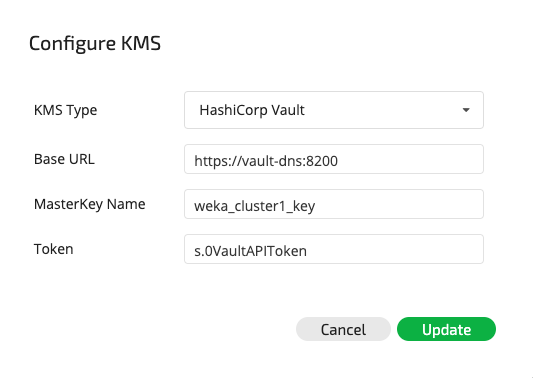 Configure KMS
KMS Type HashiCorp Vault
Base URL https://vault-dns:8200
MasterKey Name weka_cluster1_key
Token s.0VaultAPIToken
Cancel Update